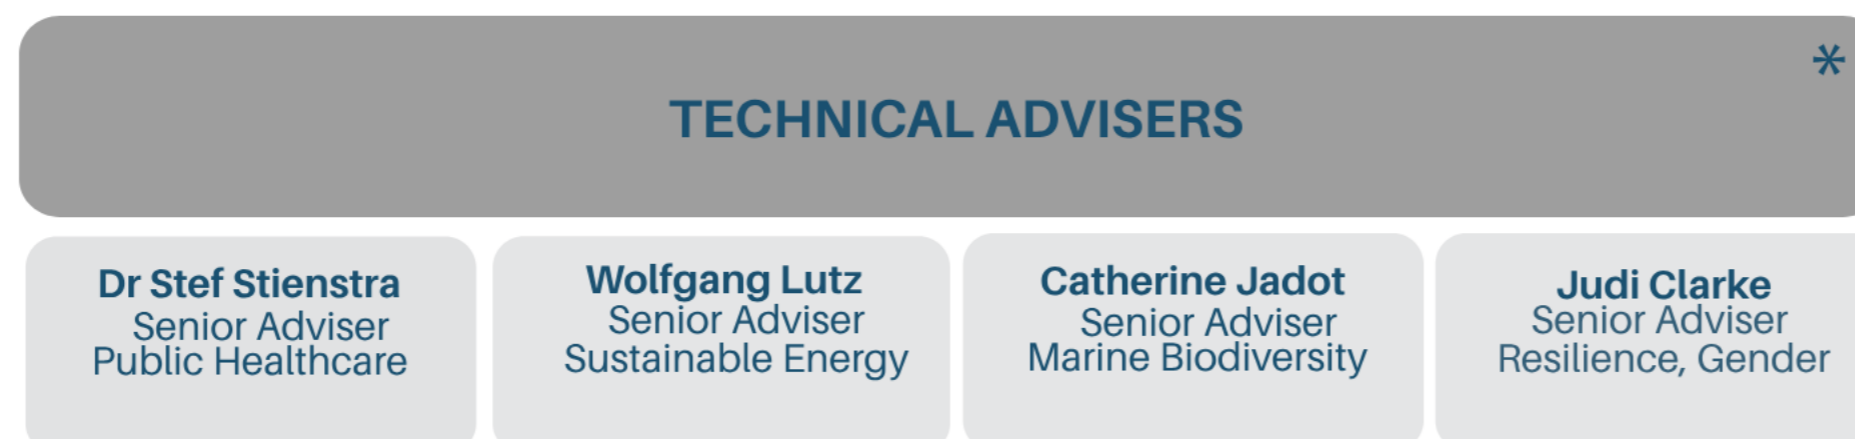 *
TECHNICAL ADVISERS
Dr Stef Stienstra
Senior Adviser
Public Healthcare
Wolfgang Lutz
Senior Adviser
Sustainable Energy
Catherine Jadot
Senior Adviser
Marine Biodiversity
Judi Clarke
Senior Adviser
Resilience, Gender